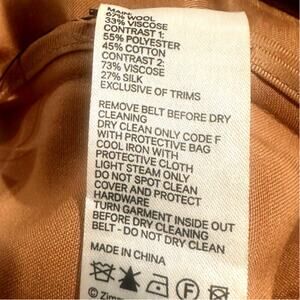 MAIN:
67% WOOL
33% VISCOSE
CONTRAST 1:
55% POLYESTER
45% COTTON
CONTRAST 2:
73% VISCOSE
27% SILK
EXCLUSIVE OF TRIMS
REMOVE BELT BEFORE DRY
CLEANING
DRY CLEAN ONLY CODE F
WITH PROTECTIVE BAG
COOL IRON WITH
PROTECTIVE CLOTH
LIGHT STEAM ONLY
DO NOT SPOT CLEAN
COVER AND PROTECT
HARDWARE
TURN GARMENT INSIDE OUT
BEFORE DRY CLEANING
BELT - DO NOT DRY CLEAN
MADE IN CHINA
F